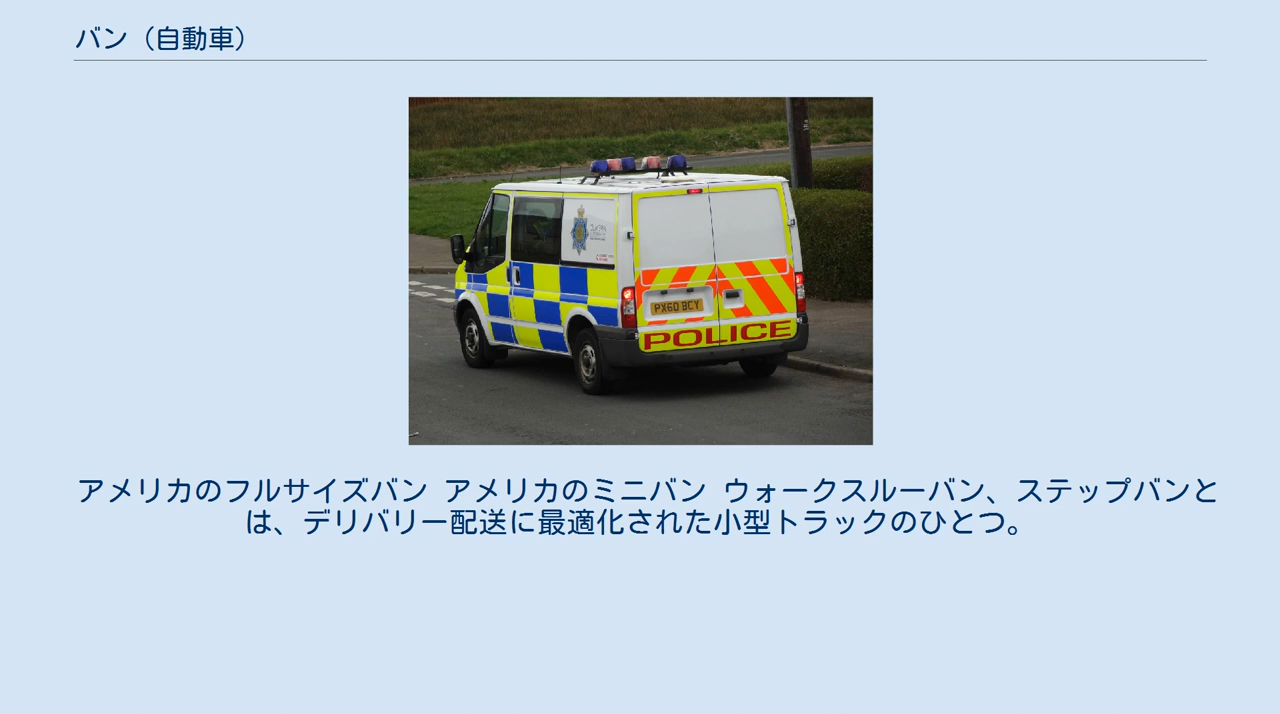 バン（自動車）
PX60 BCY
POLICE
アメリカのフルサイズバン アメリカのミニバン ウォークスルーバン、ステップバンと
は、デリバリー配送に最適化された小型トラックのひとつ。